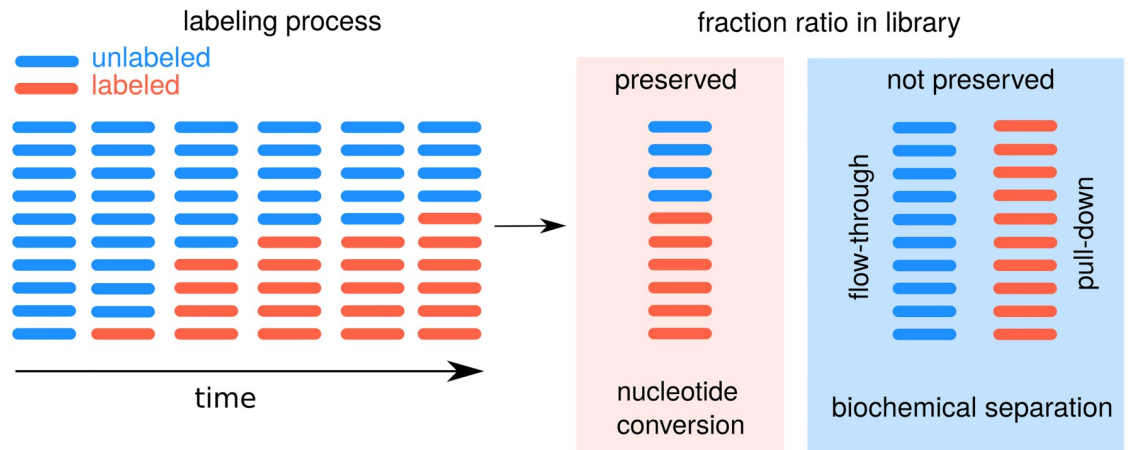 labeling process
unlabeled
labeled
time
fraction ratio in library
preserved
nucleotide
conversion
not preserved
flow-through
pull-down
biochemical separation